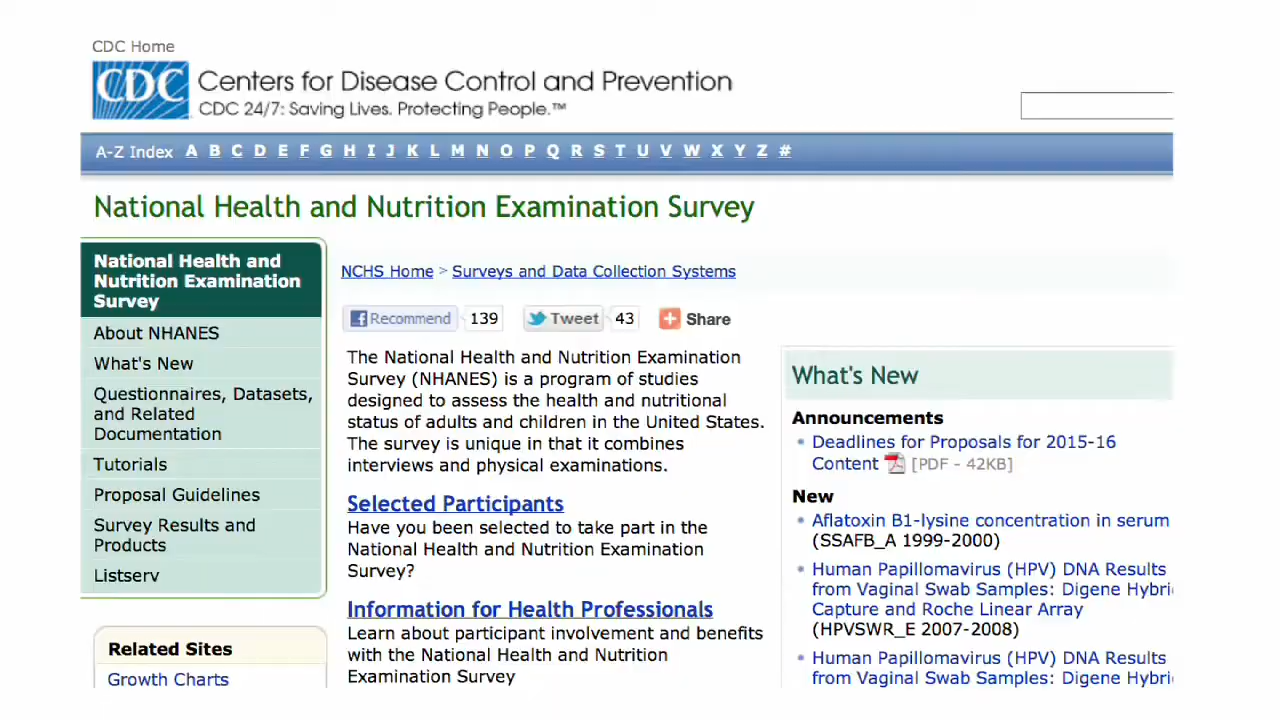 CDC Home
CDC Centers for Disease Control and Prevention
CDC 24/7: Saving Lives. Protecting People.™
A-Z Index A B C D E F G H I J K L M N O P Q R S T U V W X Y Z #
National Health and Nutrition Examination Survey
National Health and
Nutrition Examination
Survey
About NHANES
What's New
Questionnaires, Datasets,
and Related
Documentation
Tutorials
Proposal Guidelines
Survey Results and
Products
Listserv
Related Sites
Growth Charts
NCHS Home > Surveys and Data Collection Systems
Recommend 139 Tweet 43 Share
The National Health and Nutrition Examination
Survey (NHANES) is a program of studies
designed to assess the health and nutritional
status of adults and children in the United States.
The survey is unique in that it combines
interviews and physical examinations.
Selected Participants
Have you been selected to take part in the
National Health and Nutrition Examination
Survey?
Information for Health Professionals
Learn about participant involvement and benefits
with the National Health and Nutrition
Examination Survey
What's New
Announcements
Deadlines for Proposals for 2015-16
Content [PDF - 42KB]
New
Aflatoxin B1-lysine concentration in serum
(SSAFB_A 1999-2000)
Human Papillomavirus (HPV) DNA Results
from Vaginal Swab Samples: Digene Hybri
Capture and Roche Linear Array
(HPVSWR_E 2007-2008)
Human Papillomavirus (HPV) DNA Results
from Vaginal Swab Samples: Digene Hybri